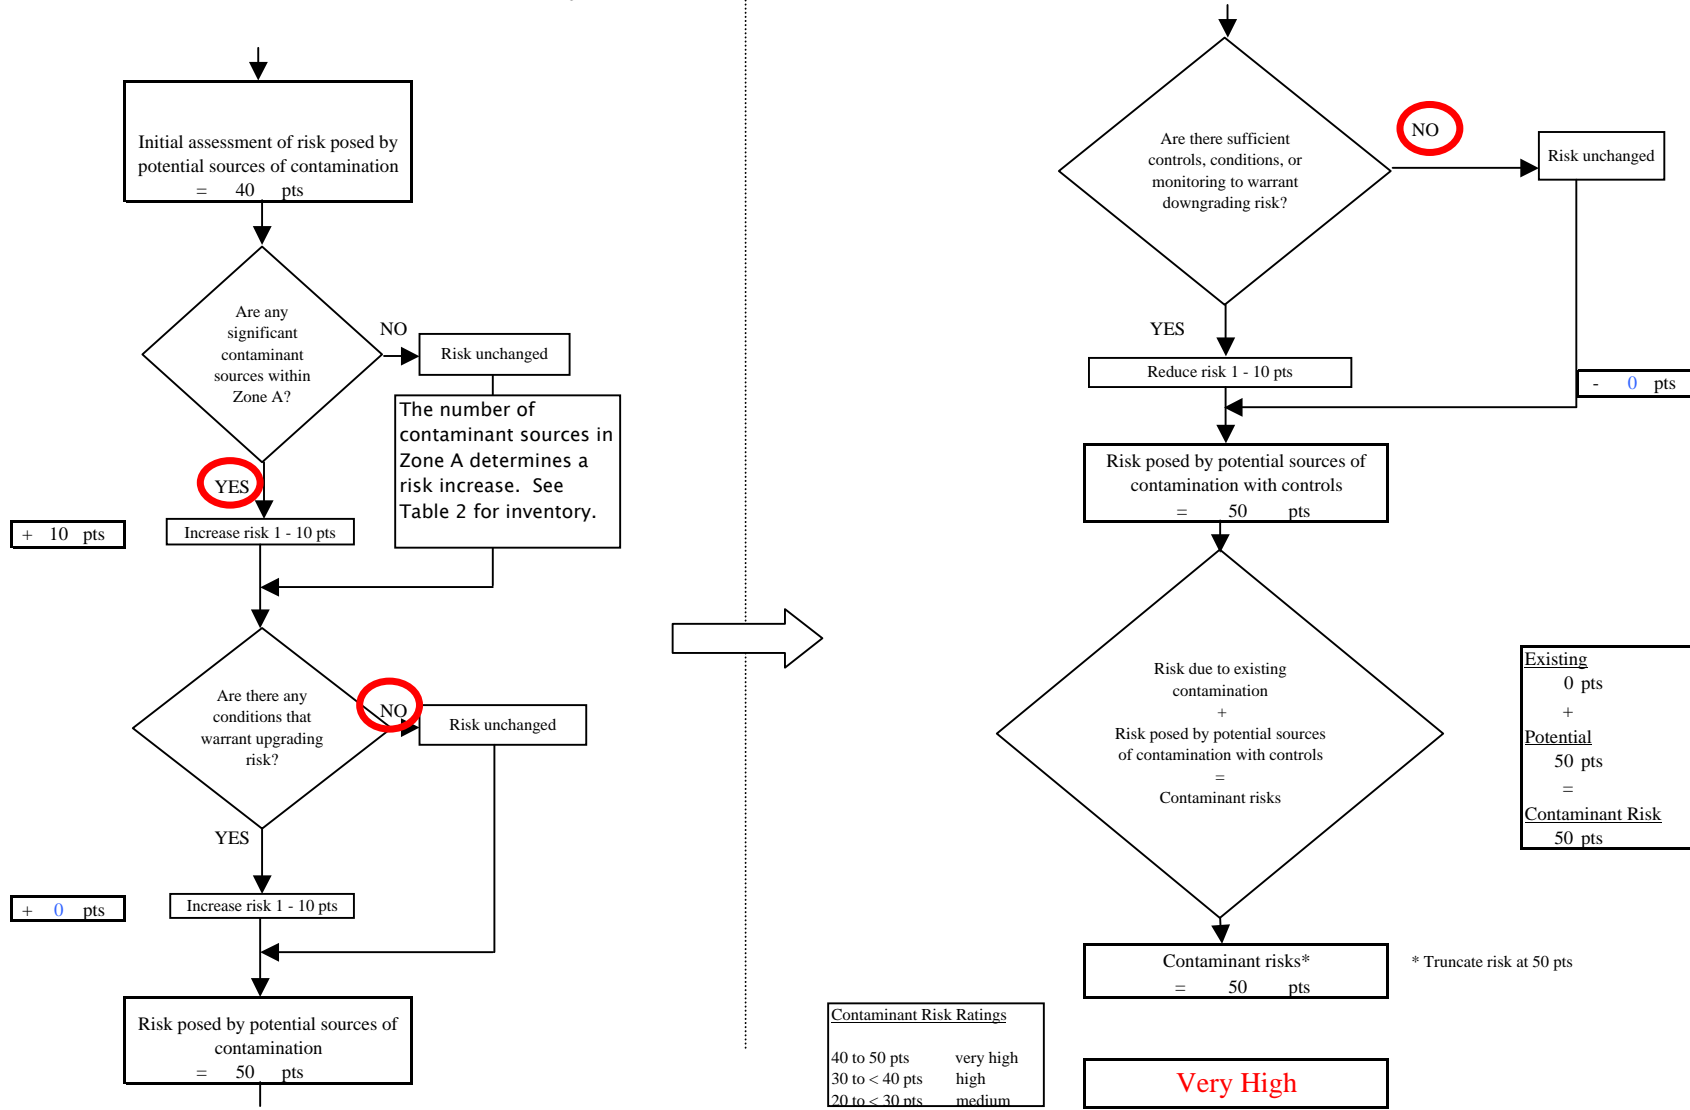 Initial assessment of risk posed by
potential sources of contamination
= 40 pts
Are any
significant
contaminant
sources within
Zone A?
NO
Risk unchanged
The number of
contaminant sources in
Zone A determines a
risk increase. See
Table 2 for inventory.
YES
+ 10 pts
Increase risk 1 - 10 pts
Are there any
conditions that
warrant upgrading
risk?
NO
Risk unchanged
YES
+ 0 pts
Increase risk 1 - 10 pts
Risk posed by potential sources of
contamination
= 50 pts
Are there sufficient
controls, conditions, or
monitoring to warrant
downgrading risk?
NO
Risk unchanged
YES
Reduce risk 1 - 10 pts
- 0 pts
Risk posed by potential sources of
contamination with controls
= 50 pts
Risk due to existing
contamination
+
Risk posed by potential sources
of contamination with controls
=
Contaminant risks
Existing
0 pts
+
Potential
50 pts
=
Contaminant Risk
50 pts
Contaminant risks*
= 50 pts
* Truncate risk at 50 pts
Contaminant Risk Ratings
40 to 50 pts very high
30 to < 40 pts high
20 to < 30 pts medium
Very High